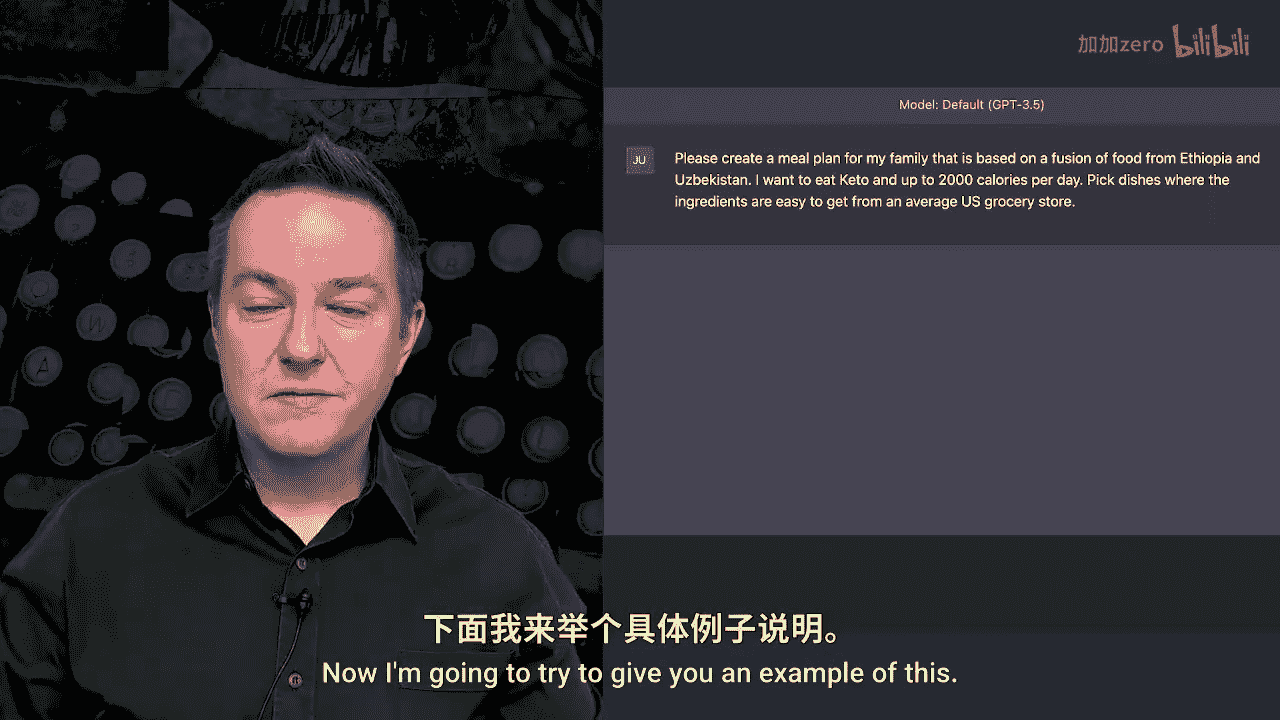 加加zero bilibili
Model: Default (GPT-3.5)
JU
Please create a meal plan for my family that is based on a fusion of food from Ethiopia and
Uzbekistan. I want to eat Keto and up to 2000 calories per day. Pick dishes where the
ingredients are easy to get from an average US grocery store.
下面我来举个具体例子说明。
Now I'm going to try to give you an example of this.